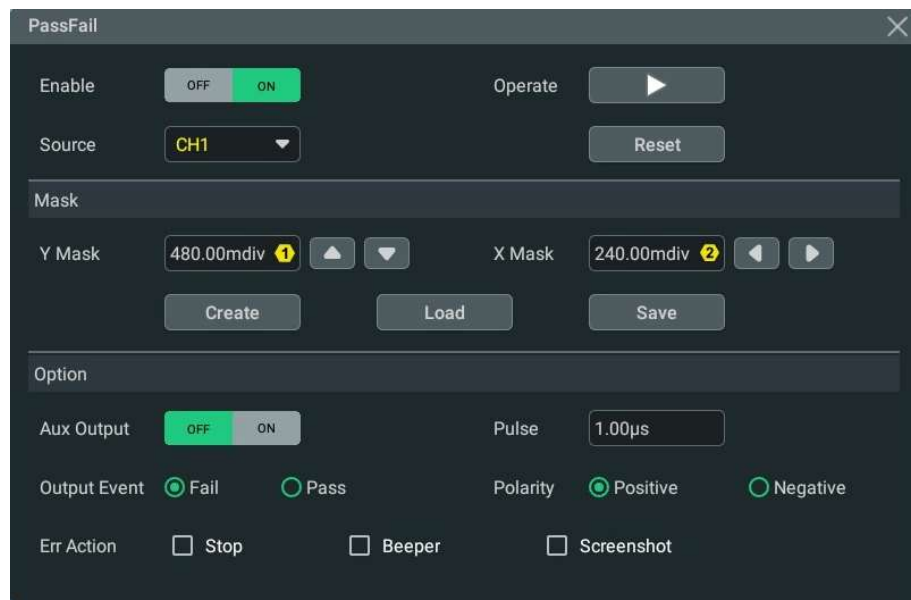 PassFail
Enable OFF ON Operate
Source CH1 Reset
Mask
Y Mask 480.00mdiv 1 X Mask 240.00mdiv 2
Create Load Save
Option
Aux Output OFF ON Pulse 1.00µs
Output Event Fail Pass Polarity Positive Negative
Err Action Stop Beeper Screenshot